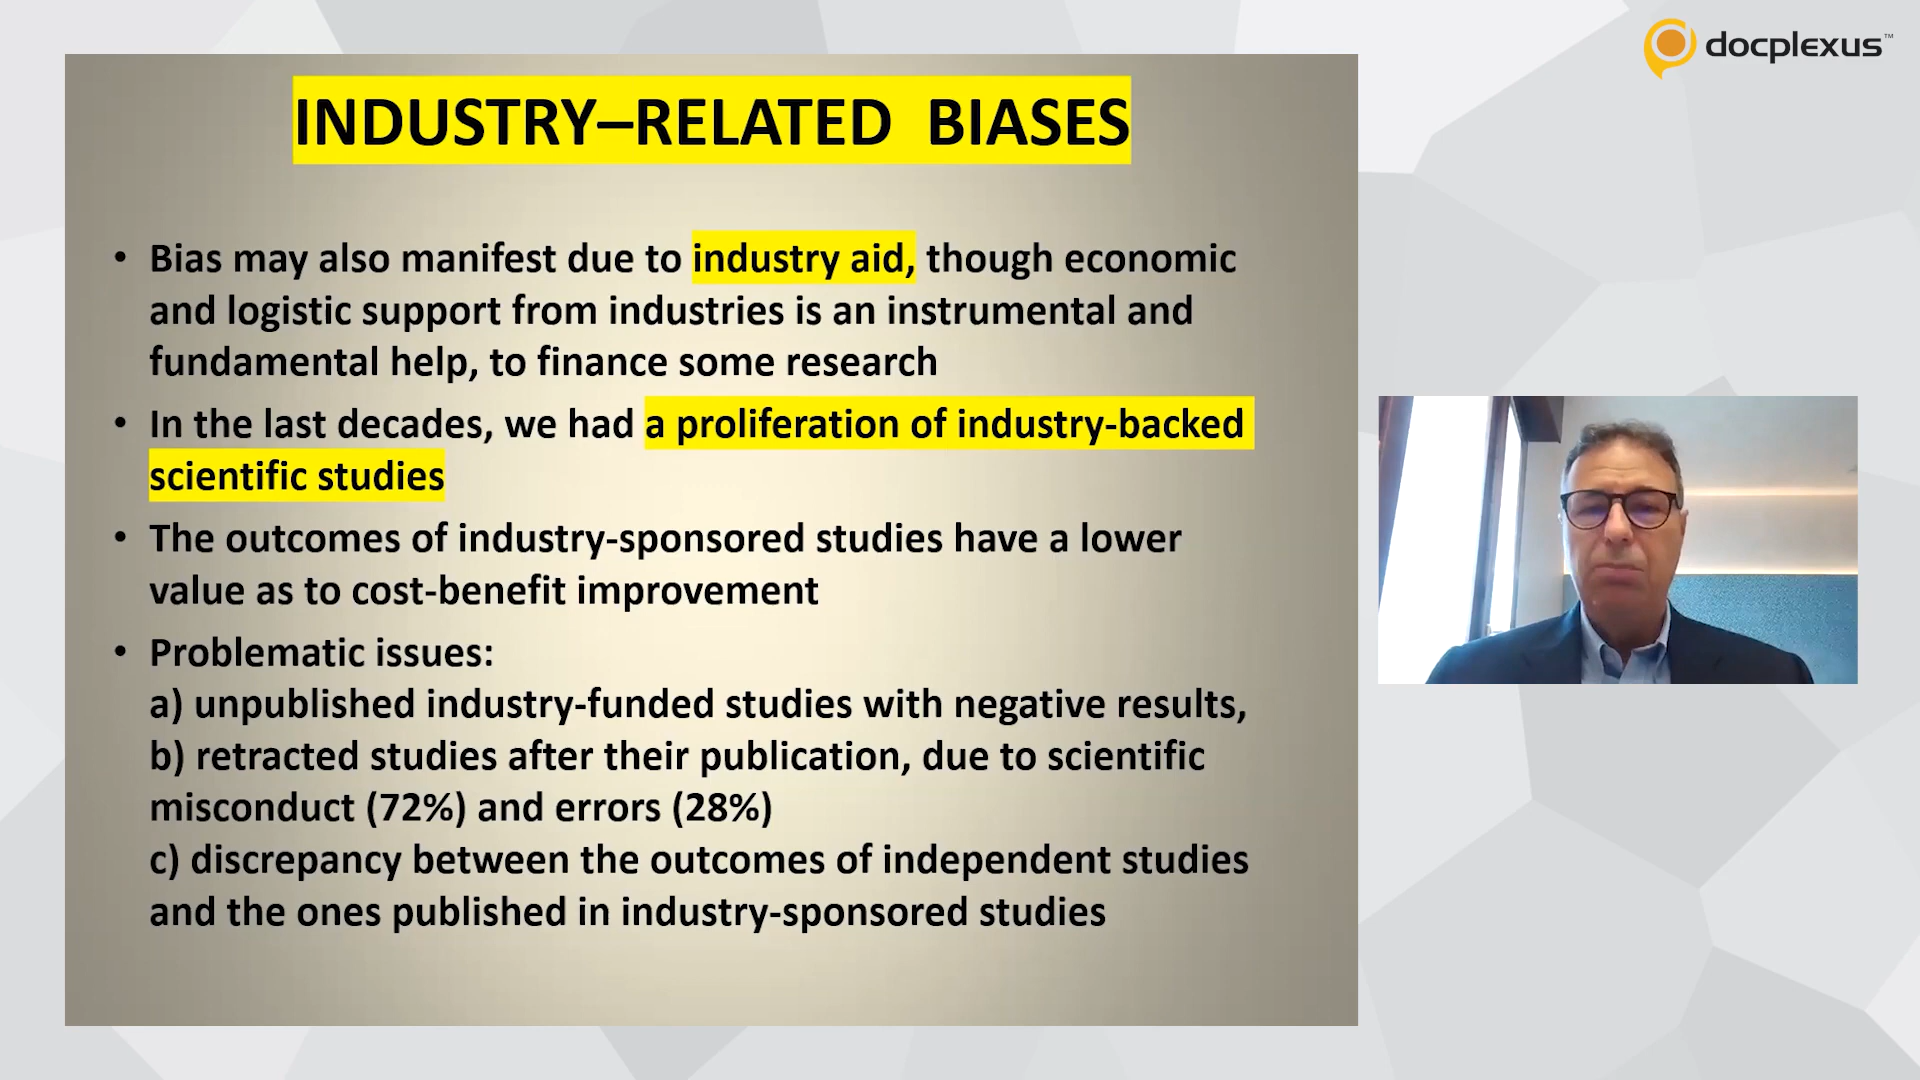 docplexus™
INDUSTRY–RELATED BIASES
• Bias may also manifest due to industry aid, though economic
and logistic support from industries is an instrumental and
fundamental help, to finance some research
• In the last decades, we had a proliferation of industry-backed
scientific studies
• The outcomes of industry-sponsored studies have a lower
value as to cost-benefit improvement
• Problematic issues:
a) unpublished industry-funded studies with negative results,
b) retracted studies after their publication, due to scientific
misconduct (72%) and errors (28%)
c) discrepancy between the outcomes of independent studies
and the ones published in industry-sponsored studies